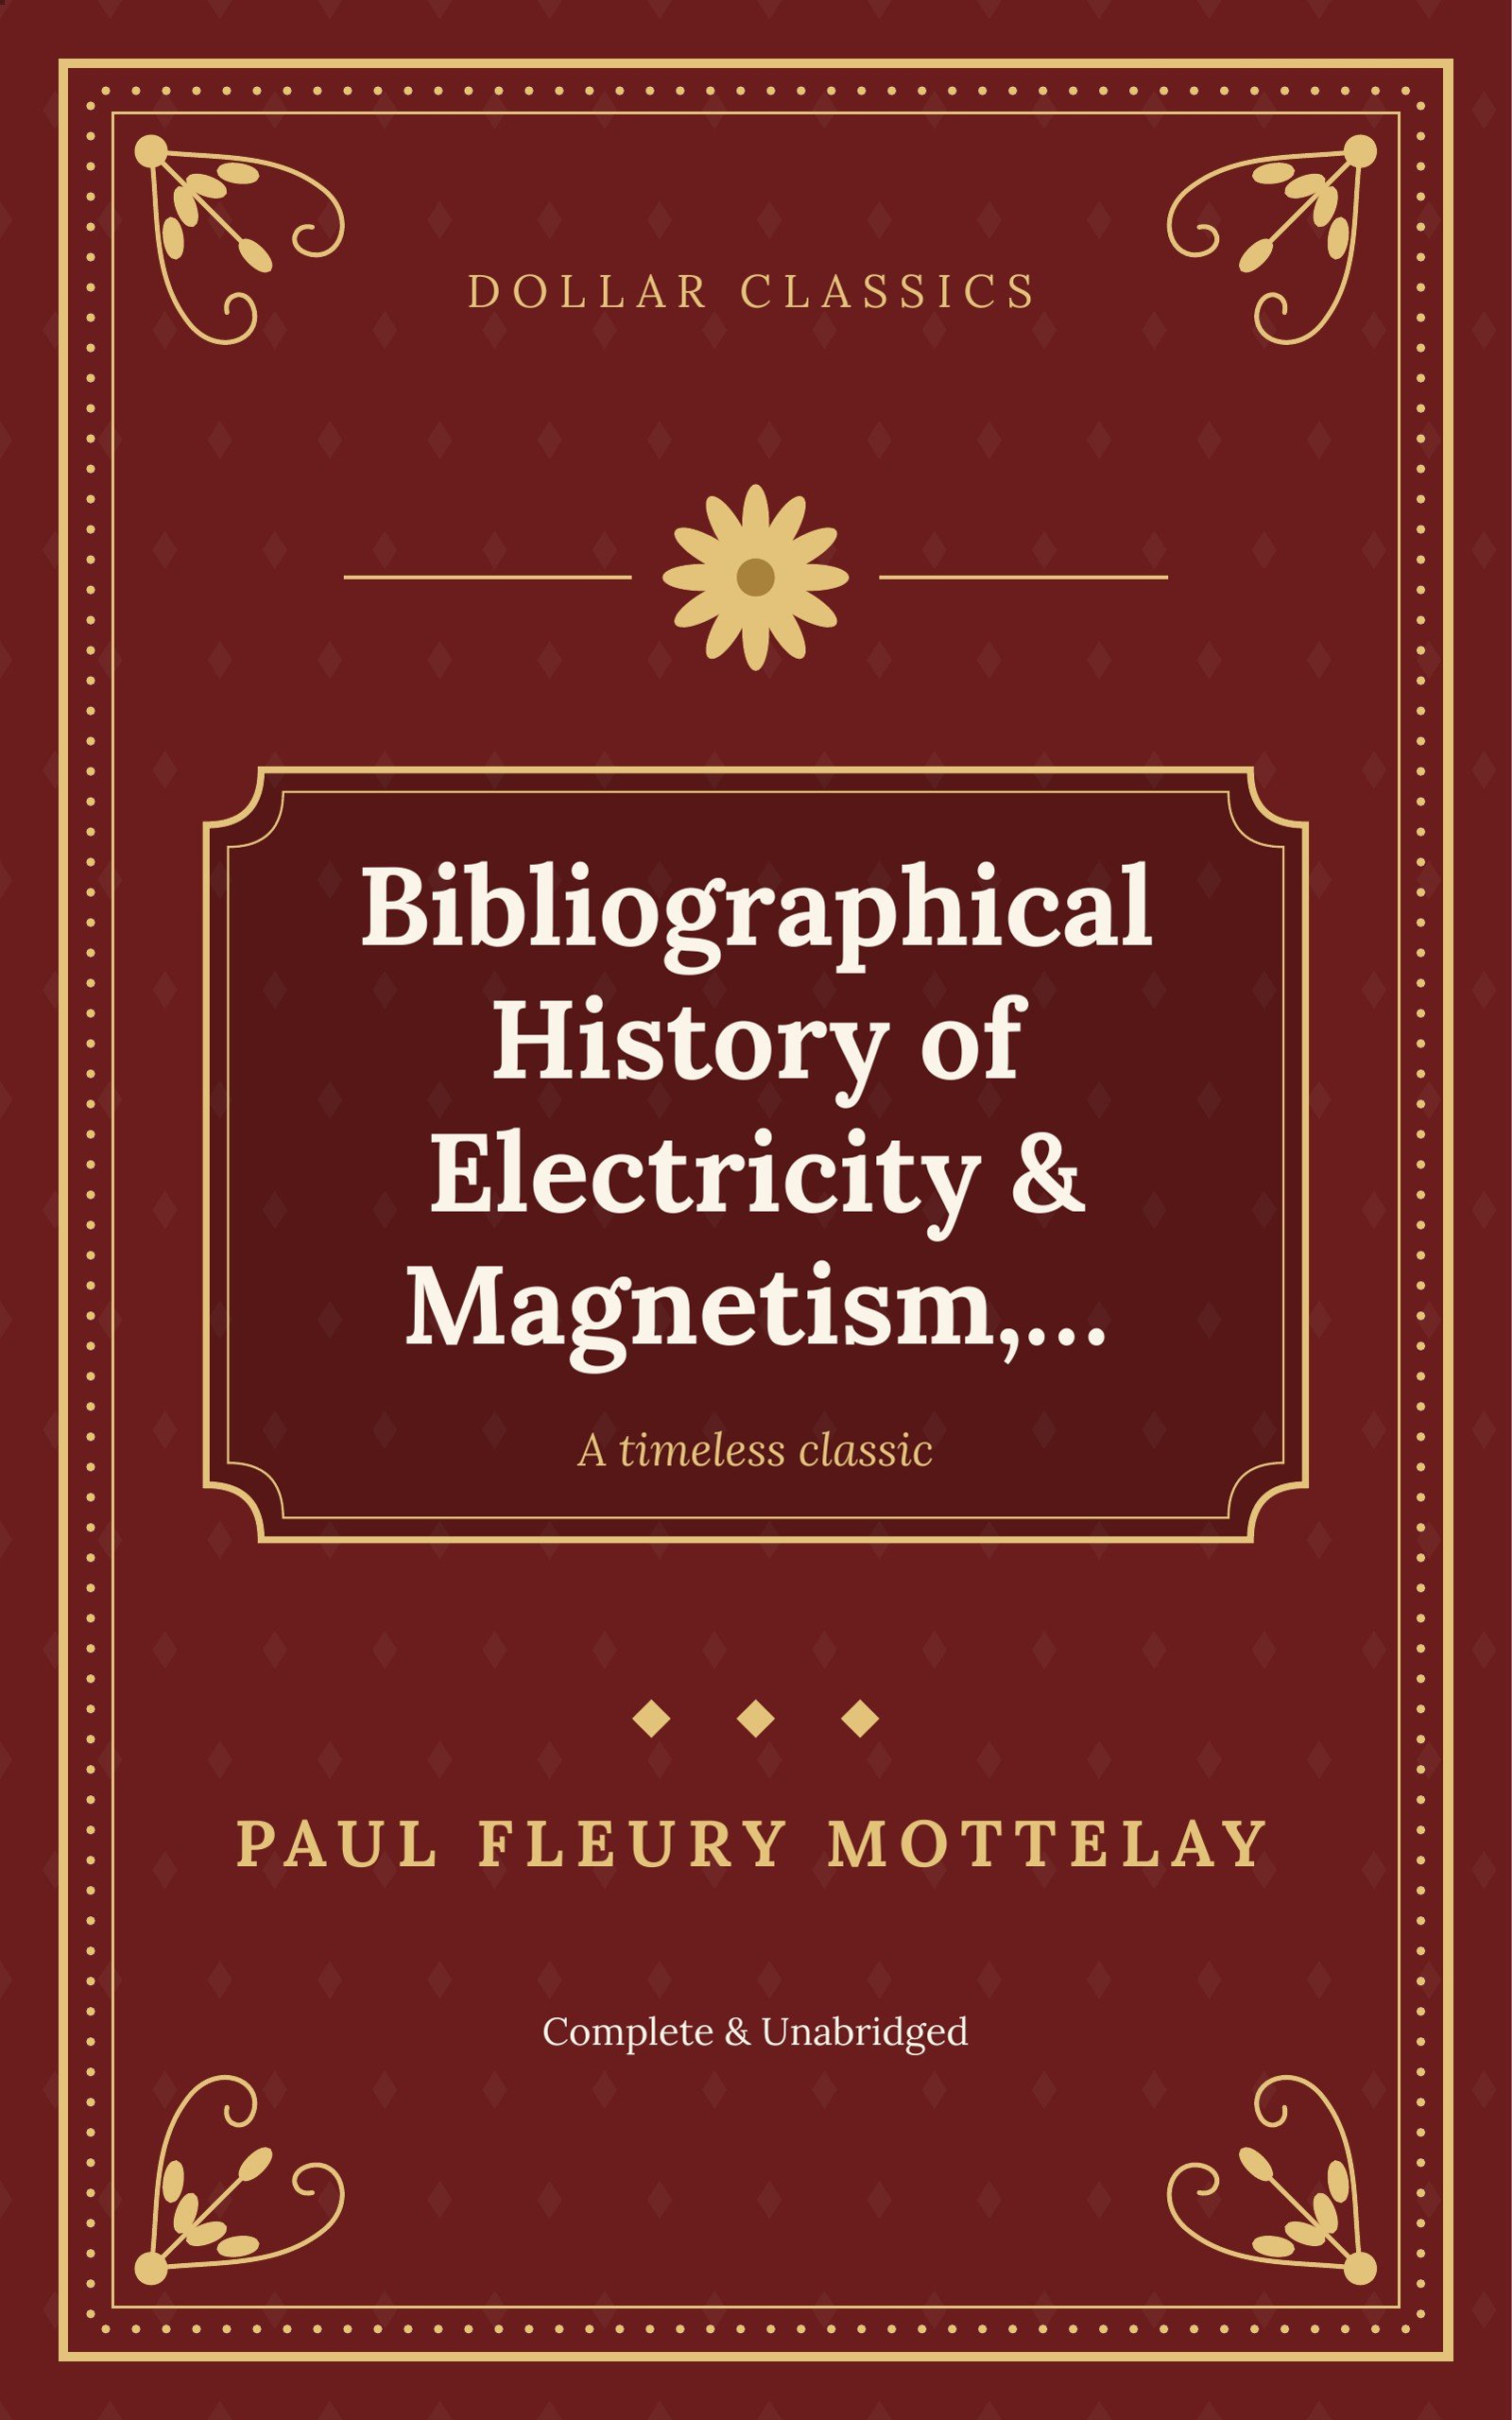 DOLLAR CLASSICS
Bibliographical
History of
Electricity &
Magnetism,...
A timeless classic
PAUL FLEURY MOTTELAY
Complete & Unabridged